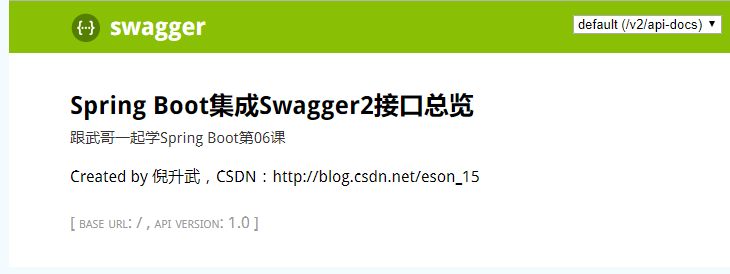 {··} swagger
default (/v2/api-docs) ▼
Spring Boot集成Swagger2接口总览
跟武哥一起学Spring Boot第06课
Created by 倪升武，CSDN：http://blog.csdn.net/eson_15
[ BASE URL: / , API VERSION: 1.0 ]